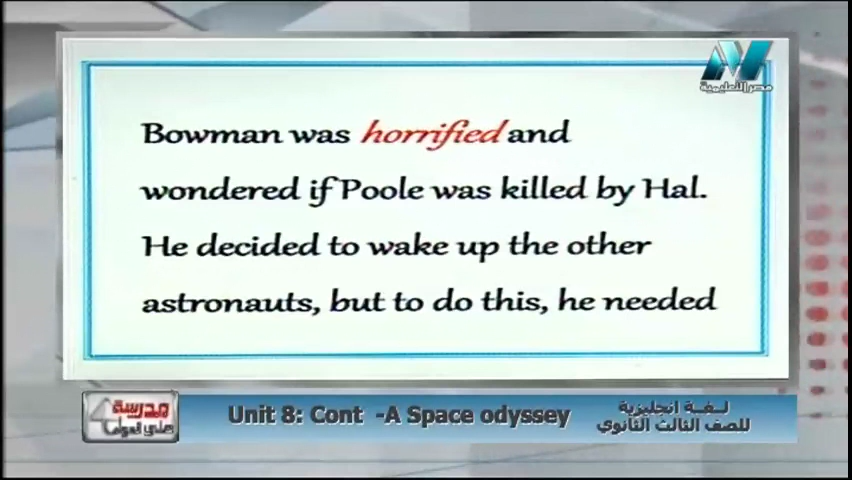 مصر التعليمية
Bowman was horrified and
wondered if Poole was killed by Hal.
He decided to wake up the other
astronauts, but to do this, he needed
مدرسة
على الهواء
Unit 8: Cont -A Space odyssey
لغة انجليزية
للصف الثالث الثانوي